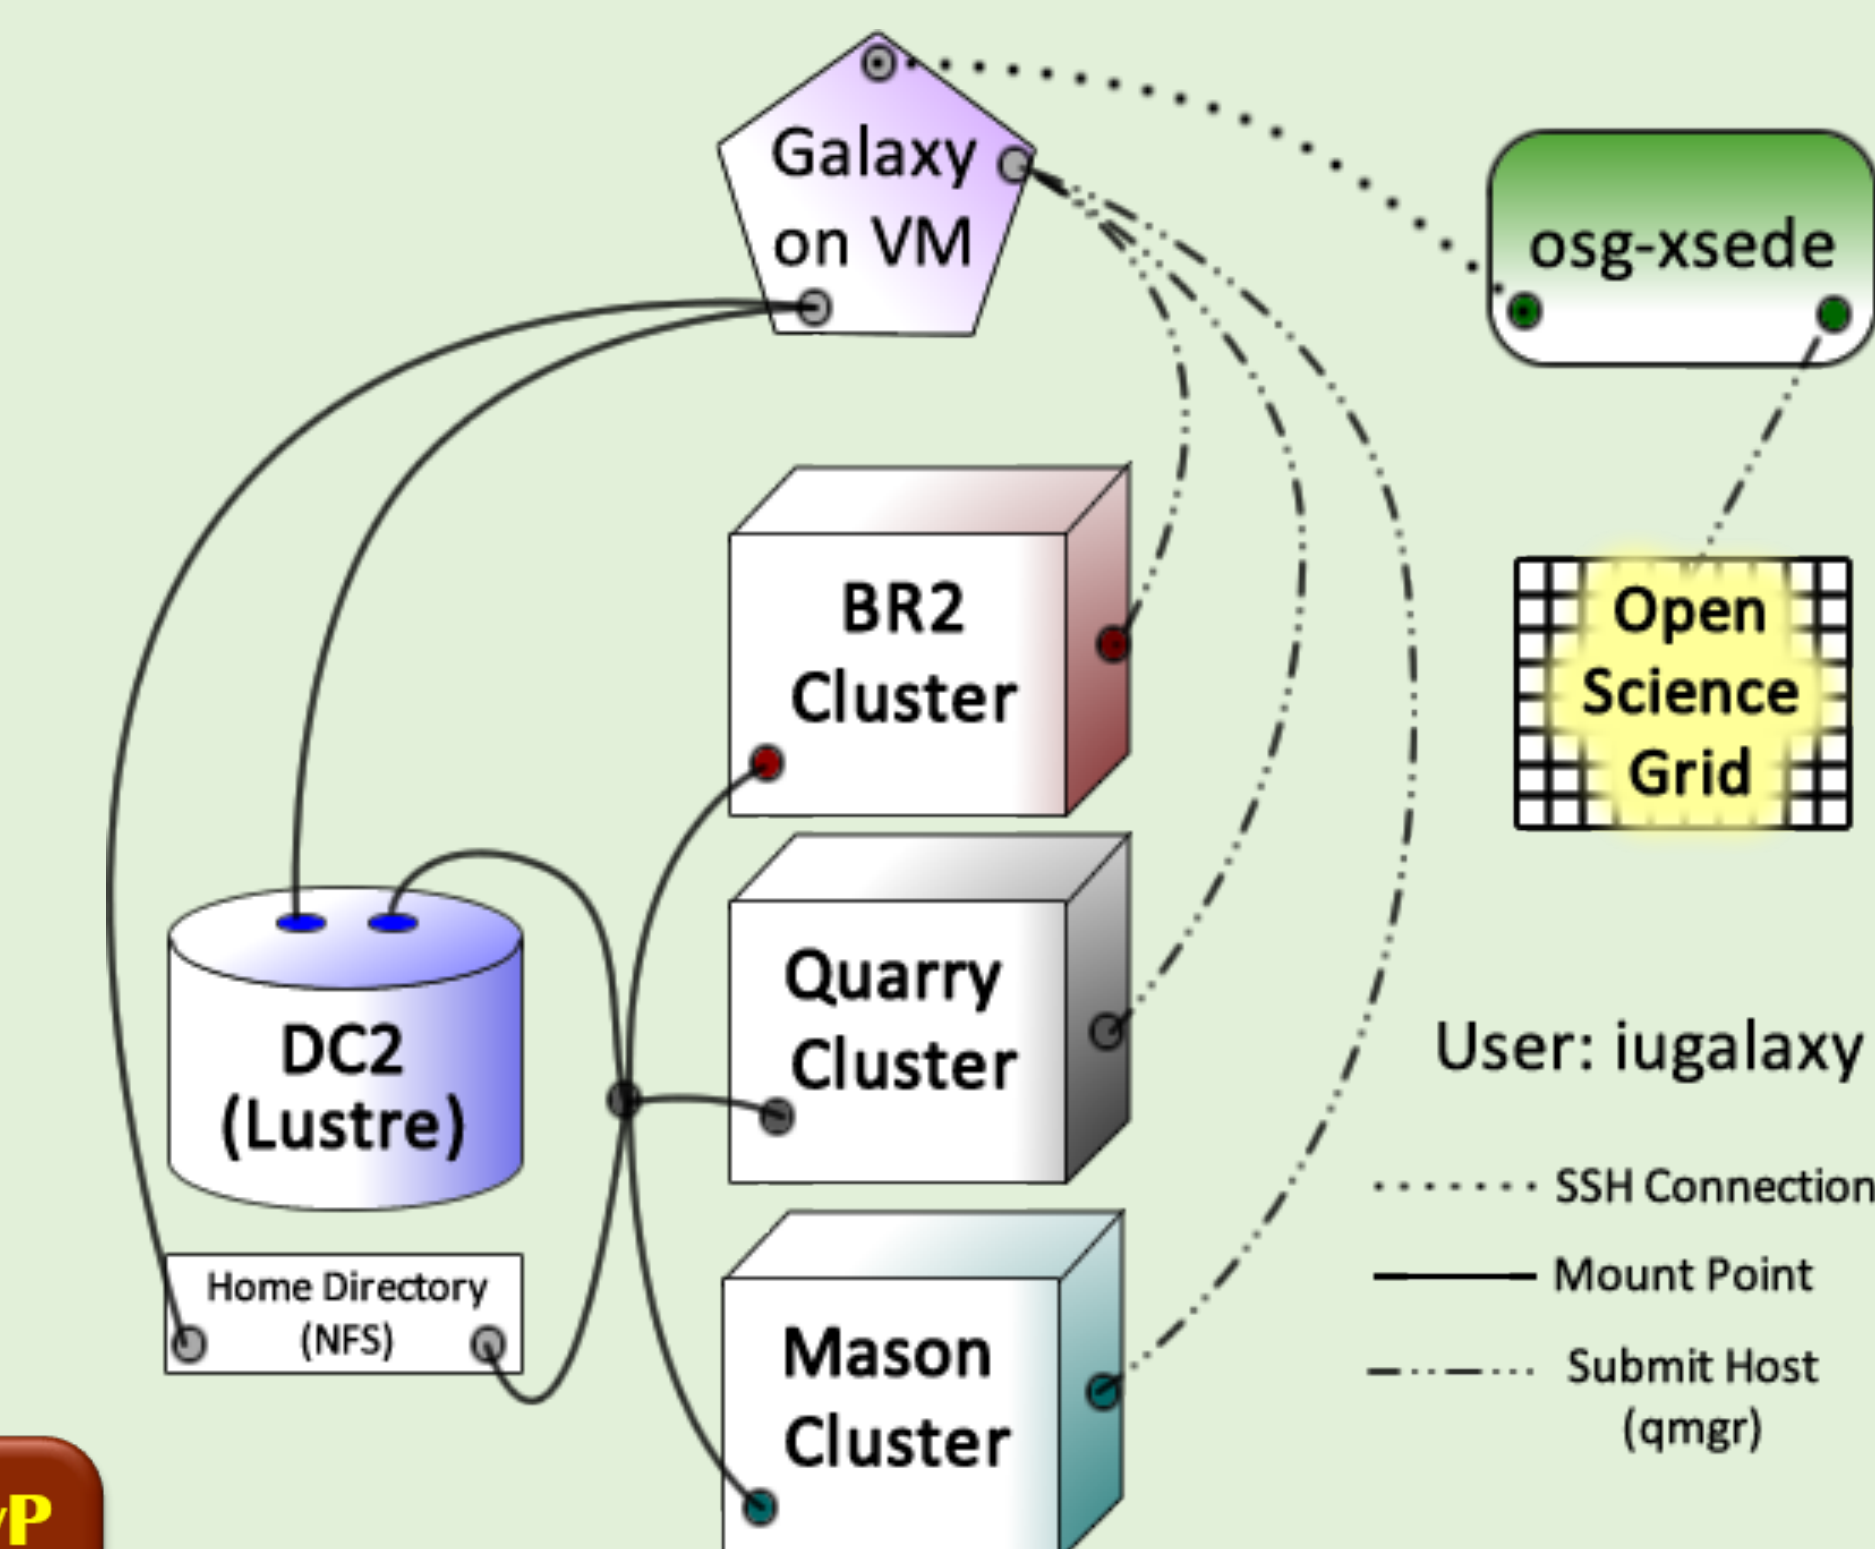 Galaxy
on VM
osg-xsede
BR2
Cluster
Open
Science
Grid
Quarry
Cluster
DC2
(Lustre)
User: iugalaxy
SSH Connection
Mount Point
Submit Host
(qmgr)
Home Directory
(NFS)
Mason
Cluster